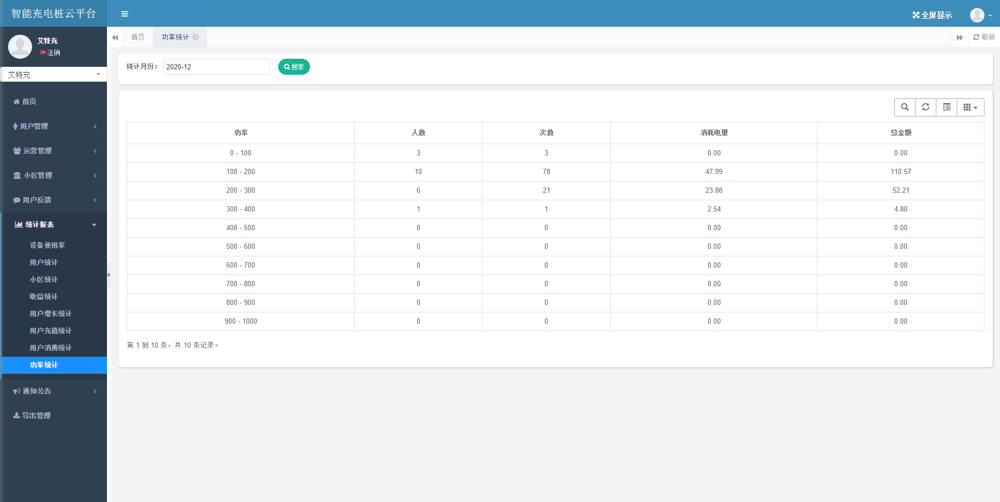 智能充电桩云平台
全屏显示
艾特充
注销
艾特充
首页
用户管理
运营管理
小区管理
用户反馈
统计报表
设备使用率
用户统计
小区统计
收益统计
用户增长统计
用户充值统计
用户消费统计
功率统计
通知公告
导出管理
首页 功率统计 刷新
统计月份： 2020-12 搜索
功率 人数 次数 消耗电量 总金额
0 - 100 3 3 0.00 0.00
100 - 200 10 78 47.99 110.57
200 - 300 6 21 23.88 52.21
300 - 400 1 1 2.54 4.80
400 - 500 0 0 0.00 0.00
500 - 600 0 0 0.00 0.00
600 - 700 0 0 0.00 0.00
700 - 800 0 0 0.00 0.00
800 - 900 0 0 0.00 0.00
900 - 1000 0 0 0.00 0.00
第 1 到 10 条，共 10 条记录。